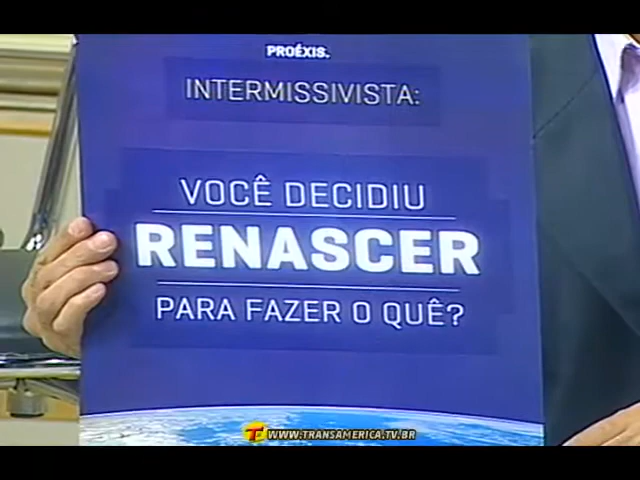 PROÉXIS.
INTERMISSIVISTA:
VOCÊ DECIDIU
RENASCER
PARA FAZER O QUÊ?
WWW.TRANSAMERICA.TV.BR